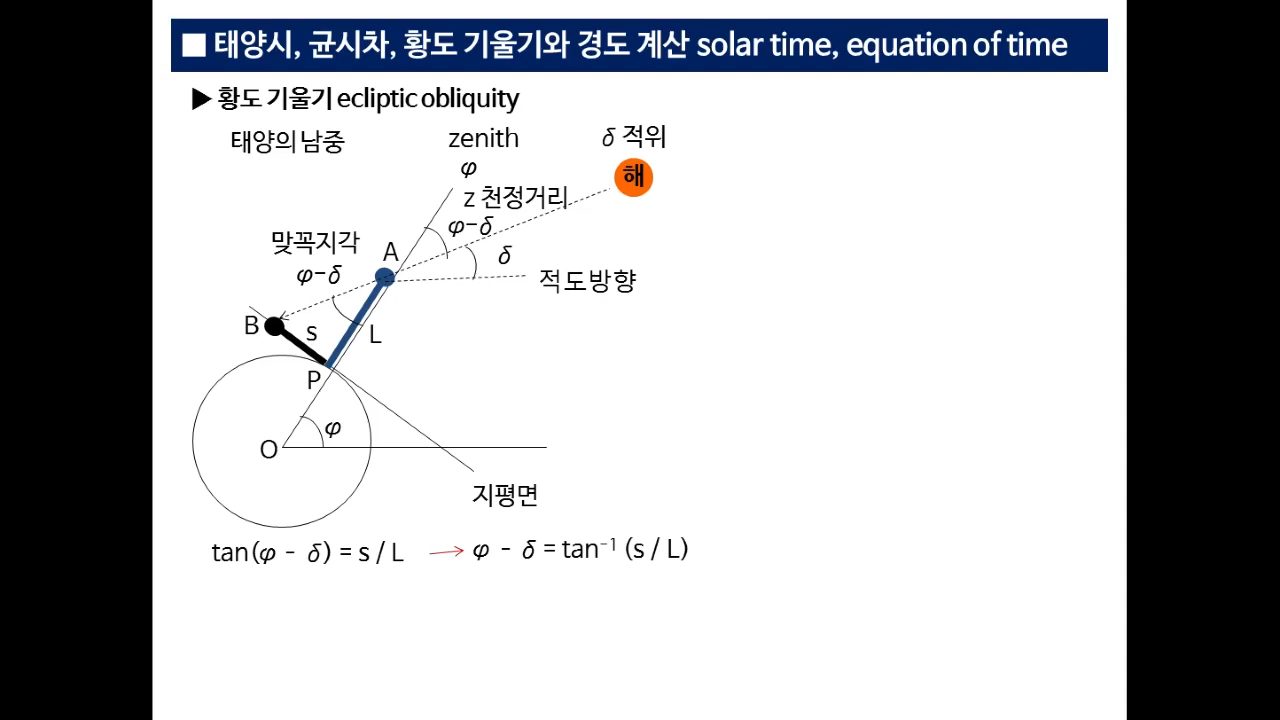 ■ 태양시, 균시차, 황도 기울기와 경도 계산 solar time, equation of time
▶ 황도 기울기 ecliptic obliquity
태양의 남중
zenith
δ 적위
φ
해
z 천정거리
φ-δ
맞꼭지각
A
δ
φ-δ
적도방향
B
s
L
P
φ
O
지평면
tan(φ - δ) = s / L → φ - δ = tan⁻¹ (s / L)